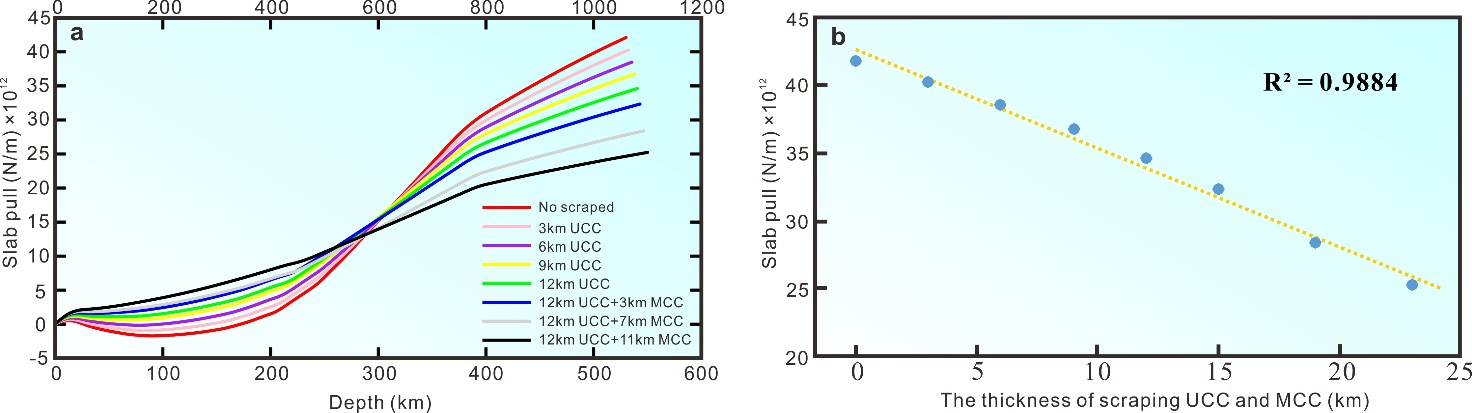 0 200 400 600 800 1000 1200
a
45
40
35
30
25
20
15
10
5
0
-5
Slab pull (N/m) ×10¹²
No scraped
3km UCC
6km UCC
9km UCC
12km UCC
12km UCC+3km MCC
12km UCC+7km MCC
12km UCC+11km MCC
0 100 200 300 400 500 600
Depth (km)
b
45
40
35
30
25
20
Slab pull (N/m) ×10¹²
R² = 0.9884
0 5 10 15 20 25
The thickness of scraping UCC and MCC (km)